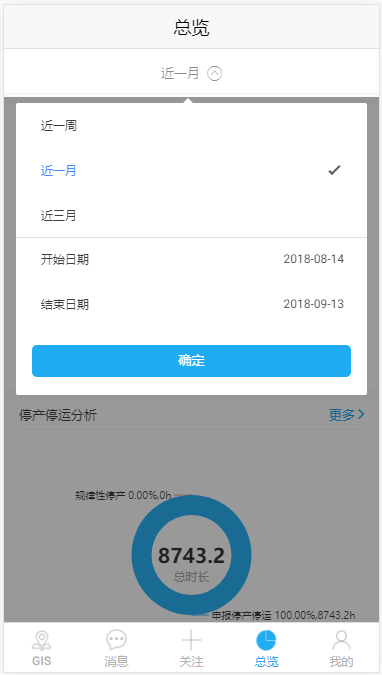 总览
近一月
近一周
近一月
近三月
开始日期 2018-08-14
结束日期 2018-09-13
确定
停产停运分析 更多
规律性停产 0.00%,0h
8743.2
总时长
申报停产停运 100.00%,8743.2h
GIS 消息 关注 总览 我的